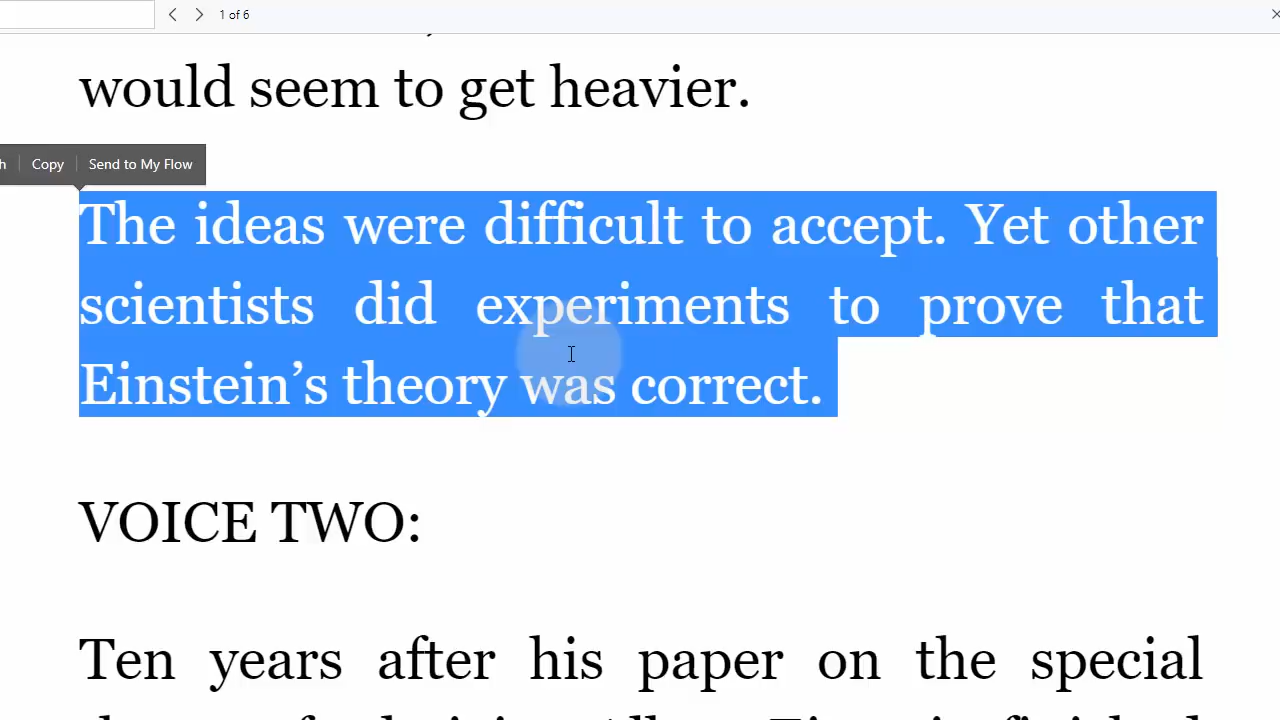 1 of 6
would seem to get heavier.
Copy Send to My Flow
The ideas were difficult to accept. Yet other
scientists did experiments to prove that
Einstein’s theory was correct.
VOICE TWO:
Ten years after his paper on the special